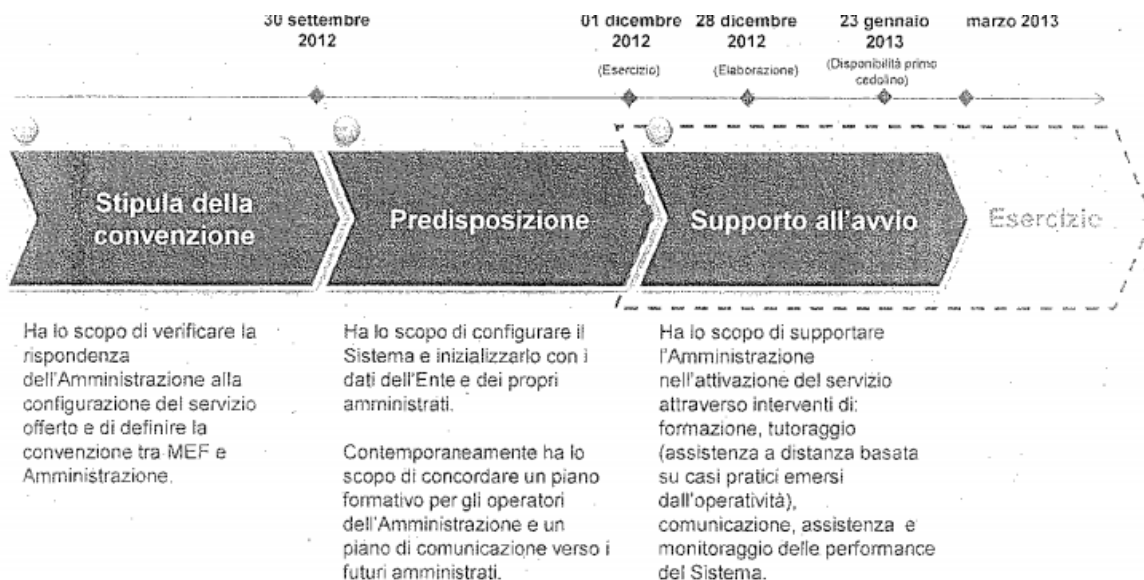 30 settembre
2012
01 dicembre
2012
(Esercizio)
28 dicembre
2012
(Elaborazione)
23 gennaio
2013
(Disponibilità primo
cedolino)
marzo 2013
Stipula della
convenzione
Predisposizione
Supporto all'avvio
Esercizio
Ha lo scopo di verificare la
rispondenza
dell'Amministrazione alla
configurazione del servizio
offerto e di definire la
convenzione tra MEF e
Amministrazione.
Ha lo scopo di configurare il
Sistema e inizializzarlo con i
dati dell'Ente e dei propri
amministrati.
Contemporaneamente ha lo
scopo di concordare un piano
formativo per gli operatori
dell'Amministrazione e un
piano di comunicazione verso i
futuri amministrati.
Ha lo scopo di supportare
l'Amministrazione
nell'attivazione del servizio
attraverso interventi di:
formazione, tutoraggio
(assistenza a distanza basata
su casi pratici emersi
dall'operatività),
comunicazione, assistenza e
monitoraggio delle performance
del Sistema.